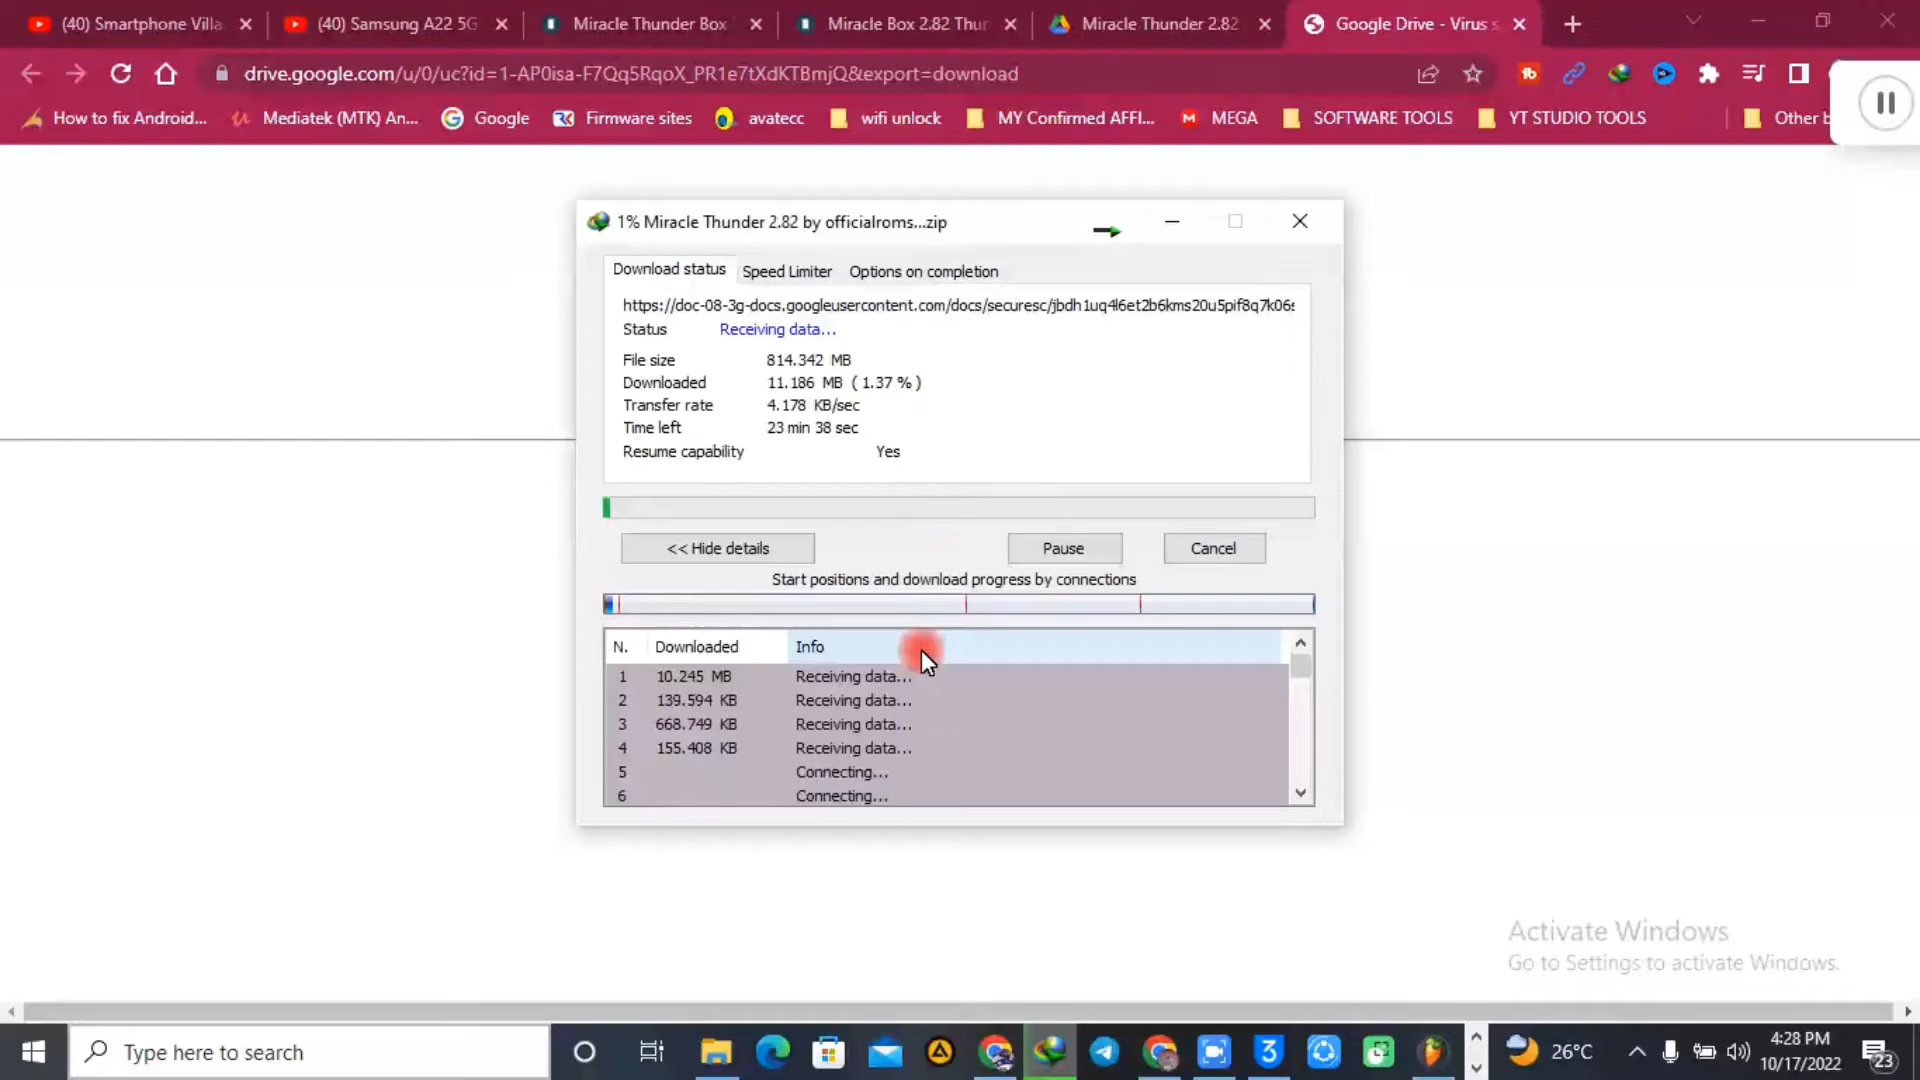 (40) Smartphone Villa
(40) Samsung A22 5G
Miracle Thunder Box
Miracle Box 2.82 Thu
Miracle Thunder 2.82
Google Drive - Virus s
drive.google.com/u/0/uc?id=1-AP0isa-F7Qq5RqoX_PR1e7tXdKTBmjQ&export=download
How to fix Android...
Mediatek (MTK) An...
Google
Firmware sites
avatecc
wifi unlock
MY Confirmed AFFI...
MEGA
SOFTWARE TOOLS
YT STUDIO TOOLS
Other b
1% Miracle Thunder 2.82 by officialroms...zip
Download status
Speed Limiter
Options on completion
https://doc-08-3g-docs.googleusercontent.com/docs/securesc/jbdh1uq4l6et2b6kms20u5pif8q7k06s
Status Receiving data...
File size 814.342 MB
Downloaded 11.186 MB ( 1.37 % )
Transfer rate 4.178 KB/sec
Time left 23 min 38 sec
Resume capability Yes
<< Hide details
Pause
Cancel
Start positions and download progress by connections
N. Downloaded Info
1 10.245 MB Receiving data...
2 139.594 KB Receiving data...
3 668.749 KB Receiving data...
4 155.408 KB Receiving data...
5 Connecting...
6 Connecting...
Activate Windows
Go to Settings to activate Windows.
Type here to search
26°C
4:28 PM
10/17/2022
23